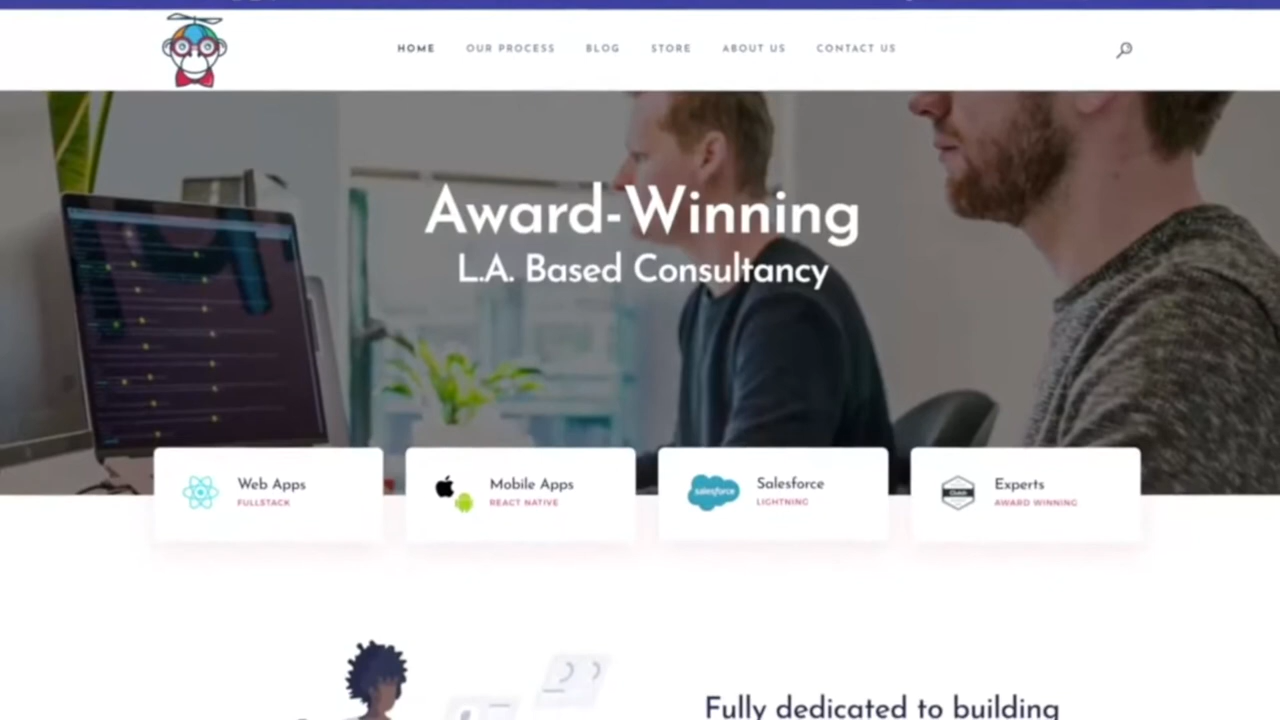 HOME
OUR PROCESS
BLOG
STORE
ABOUT US
CONTACT US
Award-Winning
L.A. Based Consultancy
Web Apps
FULLSTACK
Mobile Apps
REACT NATIVE
salesforce
Salesforce
LIGHTNING
Clutch
Experts
AWARD WINNING
Fully dedicated to building